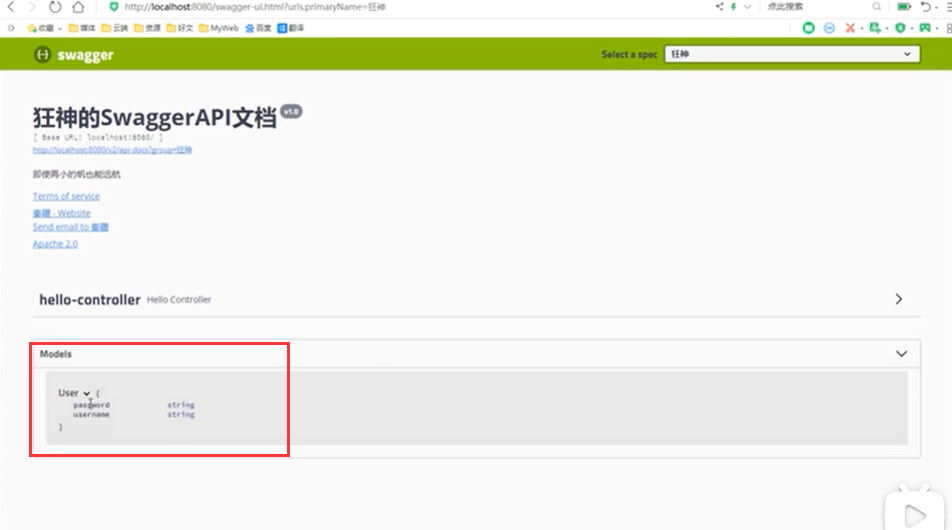 http://localhost:8080/swagger-ui.html?urls.primaryName=狂神
点此搜索
收藏 媒体 云端 资源 好文 MyWeb 百度 翻译
swagger
Select a spec 狂神
狂神的SwaggerAPI文档 v1.0
[ Base URL: localhost:8080/ ]
http://localhost:8080/v2/api-docs?group=狂神
即使再小的帆也能远航
Terms of service
秦疆 - Website
Send email to 秦疆
Apache 2.0
hello-controller Hello Controller
Models
User {
password string
username string
}